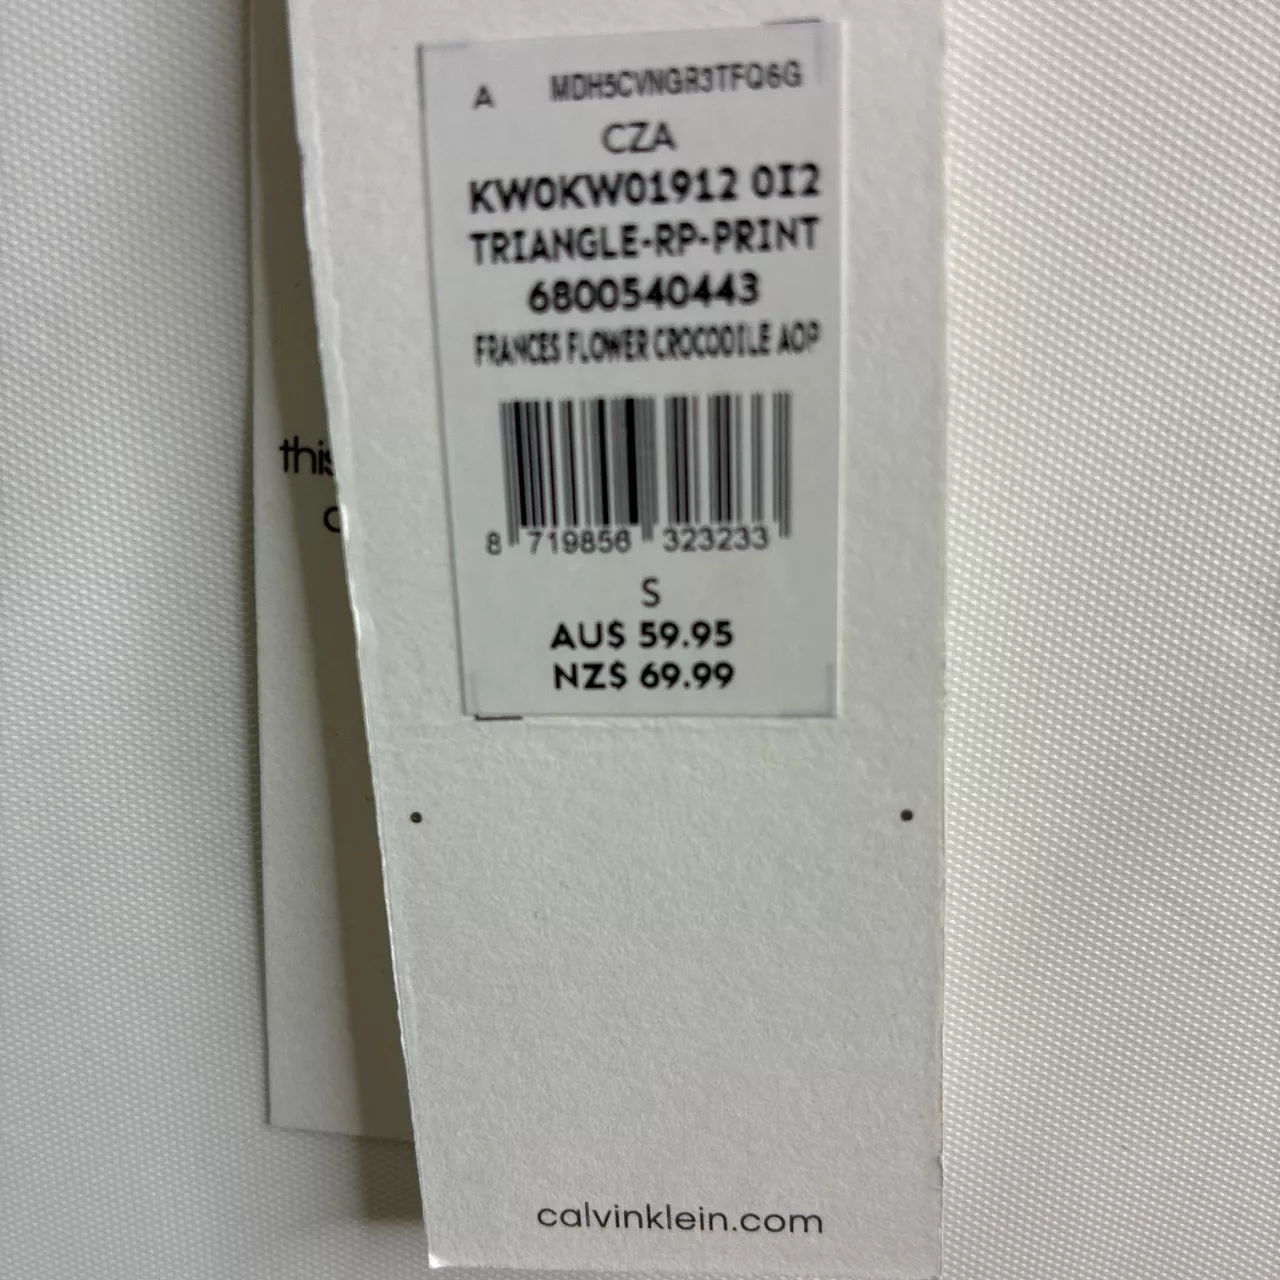 A MDH5CVNGR3TFQ6G
CZA
KW0KW01912 0I2
TRIANGLE-RP-PRINT
6800540443
FRANCES FLOWER CROCODILE AOP
8 719856 323233
S
AU$ 59.95
NZ$ 69.99
this
calvinklein.com